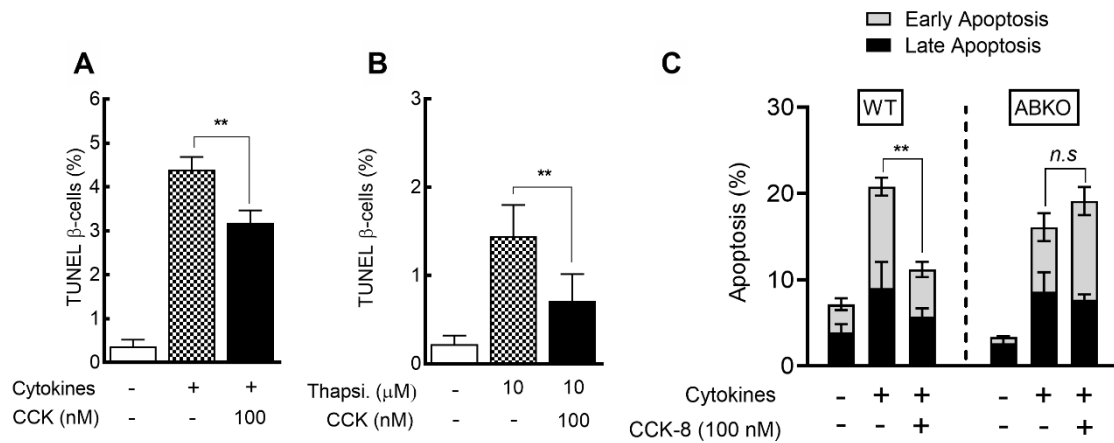 Early Apoptosis
Late Apoptosis
A
TUNEL β-cells (%)
6
5
4
3
2
1
0
**
Cytokines - + +
CCK (nM) - - 100
B
TUNEL β-cells (%)
3
2
1
0
**
Thapsi. (μM) - 10 10
CCK (nM) - - 100
C
Apoptosis (%)
30
20
10
0
WT
ABKO
**
n.s
Cytokines - + + - + +
CCK-8 (100 nM) - - + - - +